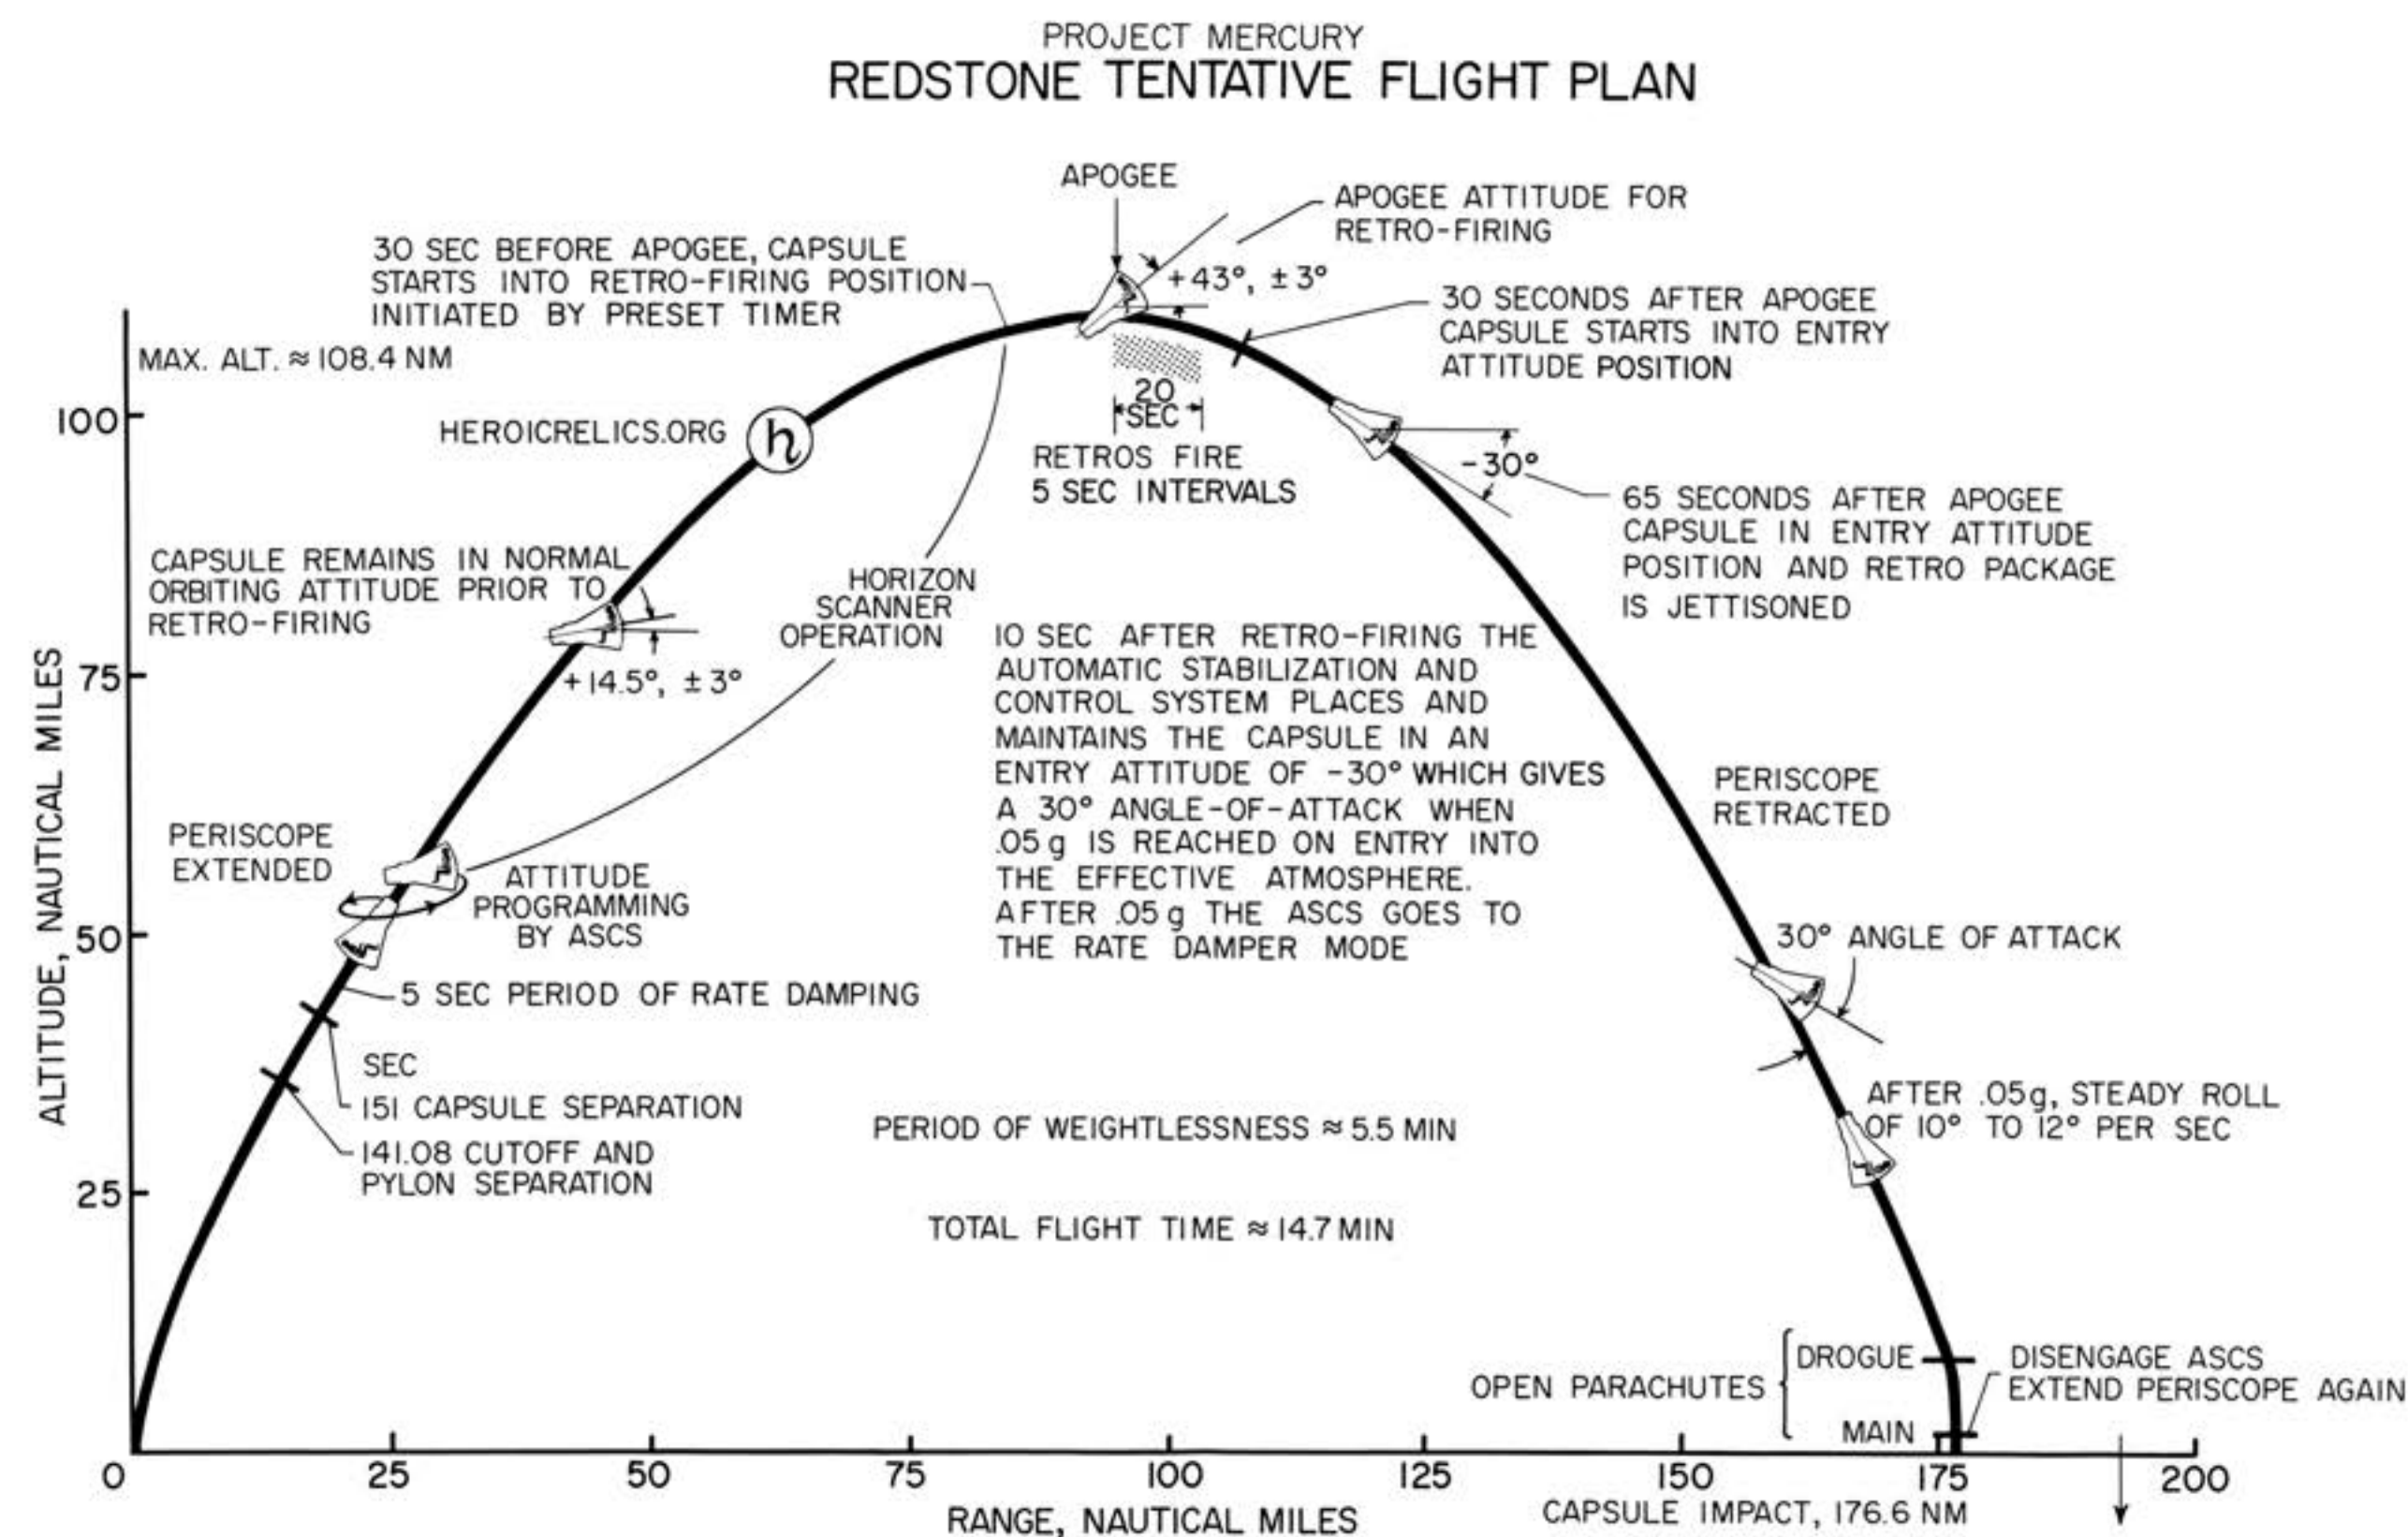 PROJECT MERCURY
REDSTONE TENTATIVE FLIGHT PLAN
APOGEE
APOGEE ATTITUDE FOR
RETRO-FIRING
+43°, ±3°
30 SEC BEFORE APOGEE, CAPSULE
STARTS INTO RETRO-FIRING POSITION
INITIATED BY PRESET TIMER
30 SECONDS AFTER APOGEE
CAPSULE STARTS INTO ENTRY
ATTITUDE POSITION
MAX. ALT. ≈ 108.4 NM
20
SEC
RETROS FIRE
5 SEC INTERVALS
HEROICRELICS.ORG
h
-30°
65 SECONDS AFTER APOGEE
CAPSULE IN ENTRY ATTITUDE
POSITION AND RETRO PACKAGE
IS JETTISONED
CAPSULE REMAINS IN NORMAL
ORBITING ATTITUDE PRIOR TO
RETRO-FIRING
+14.5°, ±3°
HORIZON
SCANNER
OPERATION
10 SEC AFTER RETRO-FIRING THE
AUTOMATIC STABILIZATION AND
CONTROL SYSTEM PLACES AND
MAINTAINS THE CAPSULE IN AN
ENTRY ATTITUDE OF -30° WHICH GIVES
A 30° ANGLE-OF-ATTACK WHEN
.05 g IS REACHED ON ENTRY INTO
THE EFFECTIVE ATMOSPHERE.
AFTER .05 g THE ASCS GOES TO
THE RATE DAMPER MODE
PERISCOPE
RETRACTED
PERISCOPE
EXTENDED
ATTITUDE
PROGRAMMING
BY ASCS
5 SEC PERIOD OF RATE DAMPING
30° ANGLE OF ATTACK
SEC
151 CAPSULE SEPARATION
141.08 CUTOFF AND
PYLON SEPARATION
PERIOD OF WEIGHTLESSNESS ≈ 5.5 MIN
TOTAL FLIGHT TIME ≈ 14.7 MIN
AFTER .05 g, STEADY ROLL
OF 10° TO 12° PER SEC
OPEN PARACHUTES
DROGUE
MAIN
DISENGAGE ASCS
EXTEND PERISCOPE AGAIN
ALTITUDE, NAUTICAL MILES
100
75
50
25
0 25 50 75 100 125 150 175 200
RANGE, NAUTICAL MILES
CAPSULE IMPACT, 176.6 NM